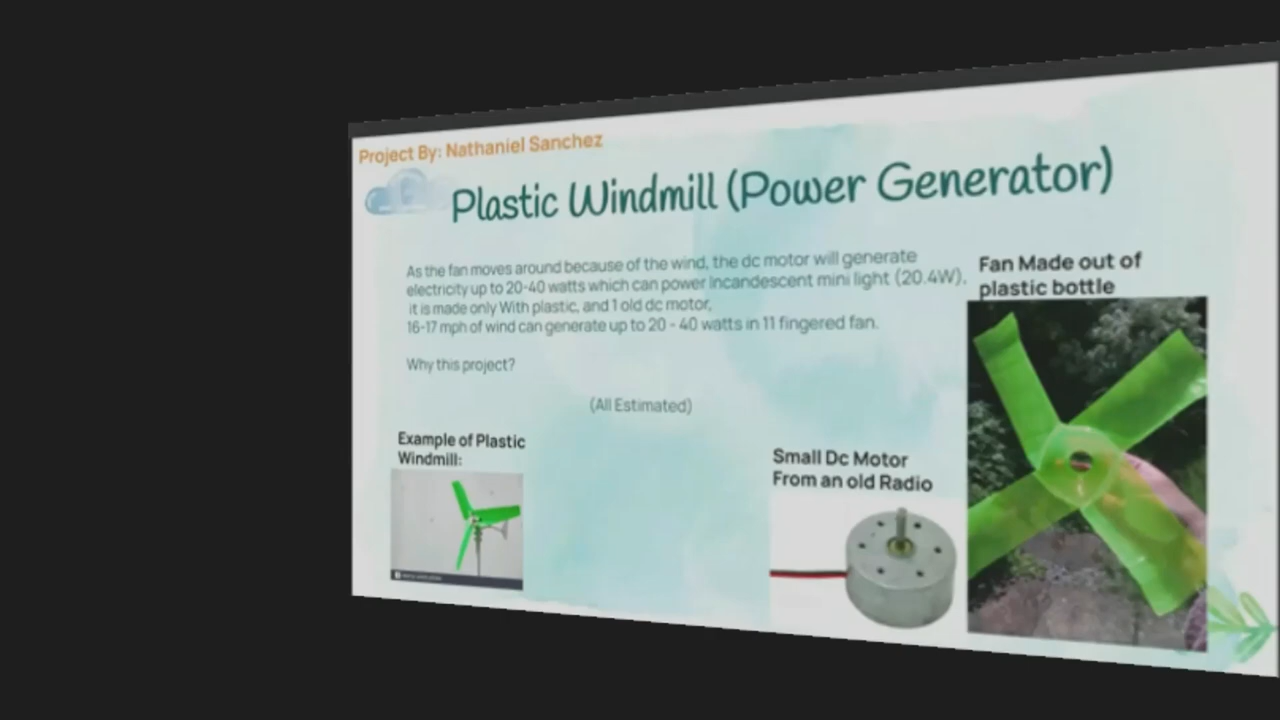 Project By: Nathaniel Sanchez
Plastic Windmill (Power Generator)
As the fan moves around because of the wind, the dc motor will generate
electricity up to 20-40 watts which can power Incandescent mini light (20.4W).
it is made only With plastic, and 1 old dc motor,
16-17 mph of wind can generate up to 20 - 40 watts in 11 fingered fan.
Why this project?
(All Estimated)
Fan Made out of
plastic bottle
Example of Plastic
Windmill:
Small Dc Motor
From an old Radio